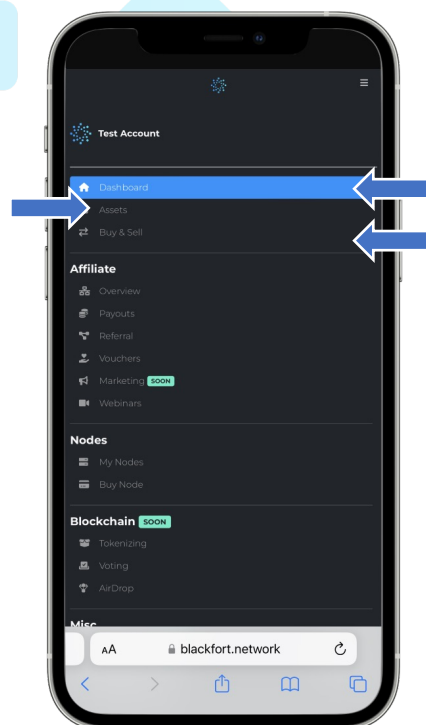 Test Account
Dashboard
Assets
Buy & Sell
Affiliate
Overview
Payouts
Referral
Vouchers
Marketing SOON
Webinars
Nodes
My Nodes
Buy Node
Blockchain SOON
Tokenizing
Voting
AirDrop
Misc
AA blackfort.network